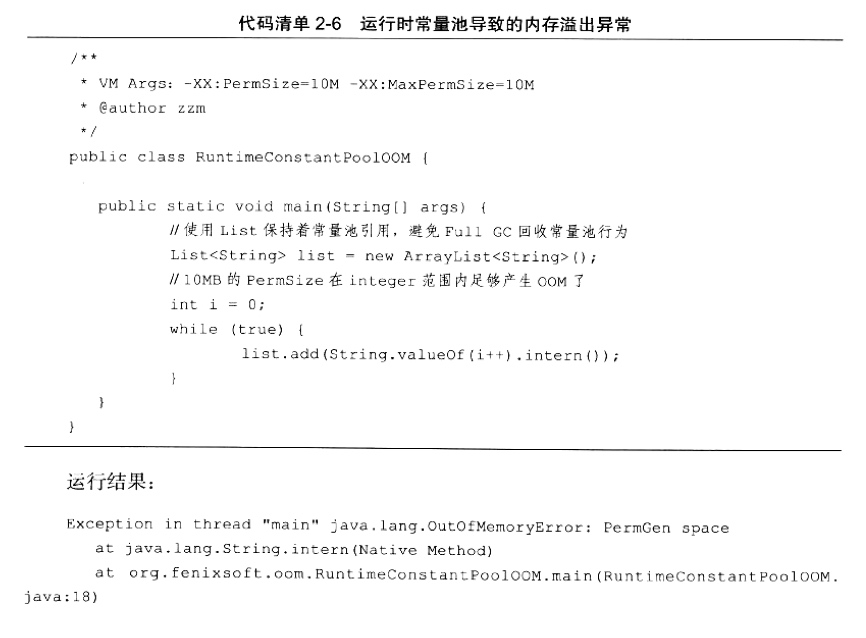 代码清单 2-6 运行时常量池导致的内存溢出异常
/**
 * VM Args: -XX:PermSize=10M -XX:MaxPermSize=10M
 * @author zzm
 */
public class RuntimeConstantPoolOOM {
public static void main(String[] args) {
//使用 List 保持着常量池引用，避免 Full GC 回收常量池行为
List<String> list = new ArrayList<String>();
//10MB 的 PermSize 在 integer 范围内足够产生 OOM 了
int i = 0;
while (true) {
list.add(String.valueOf(i++).intern());
}
}
}
运行结果：
Exception in thread "main" java.lang.OutOfMemoryError: PermGen space
at java.lang.String.intern(Native Method)
at org.fenixsoft.oom.RuntimeConstantPoolOOM.main(RuntimeConstantPoolOOM.
java:18)